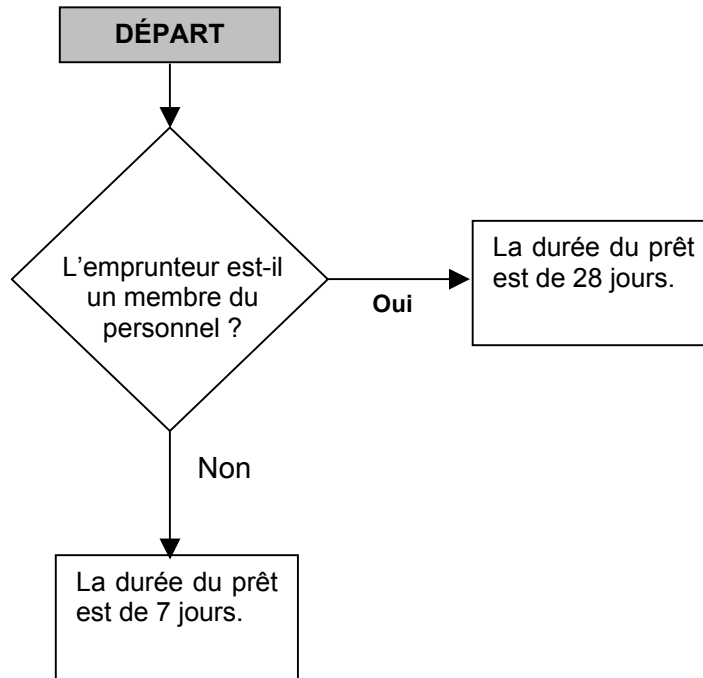 DÉPART
L’emprunteur est-il
un membre du
personnel ?
Oui
La durée du prêt
est de 28 jours.
Non
La durée du prêt
est de 7 jours.